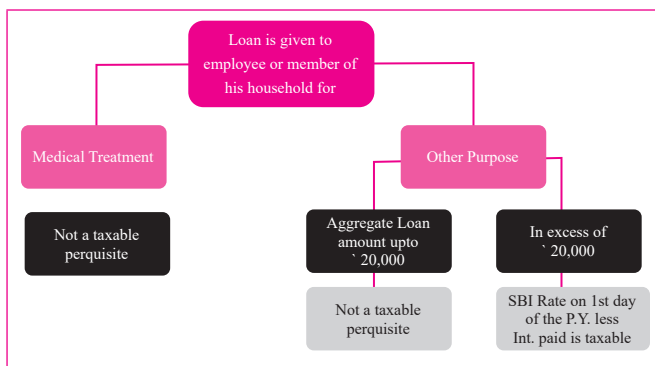 Loan is given to
employee or member of
his household for
Medical Treatment
Other Purpose
Not a taxable
perquisite
Aggregate Loan
amount upto
` 20,000
In excess of
` 20,000
Not a taxable
perquisite
SBI Rate on 1st day
of the P.Y. less
Int. paid is taxable